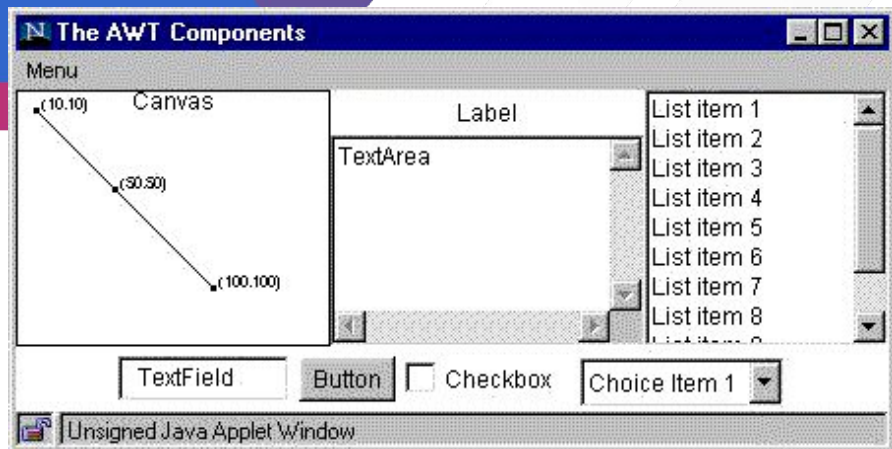 N The AWT Components
Menu
Canvas
(10.10)
(50.50)
(100.100)
Label
TextArea
List item 1
List item 2
List item 3
List item 4
List item 5
List item 6
List item 7
List item 8
TextField
Button
Checkbox
Choice Item 1
Unsigned Java Applet Window